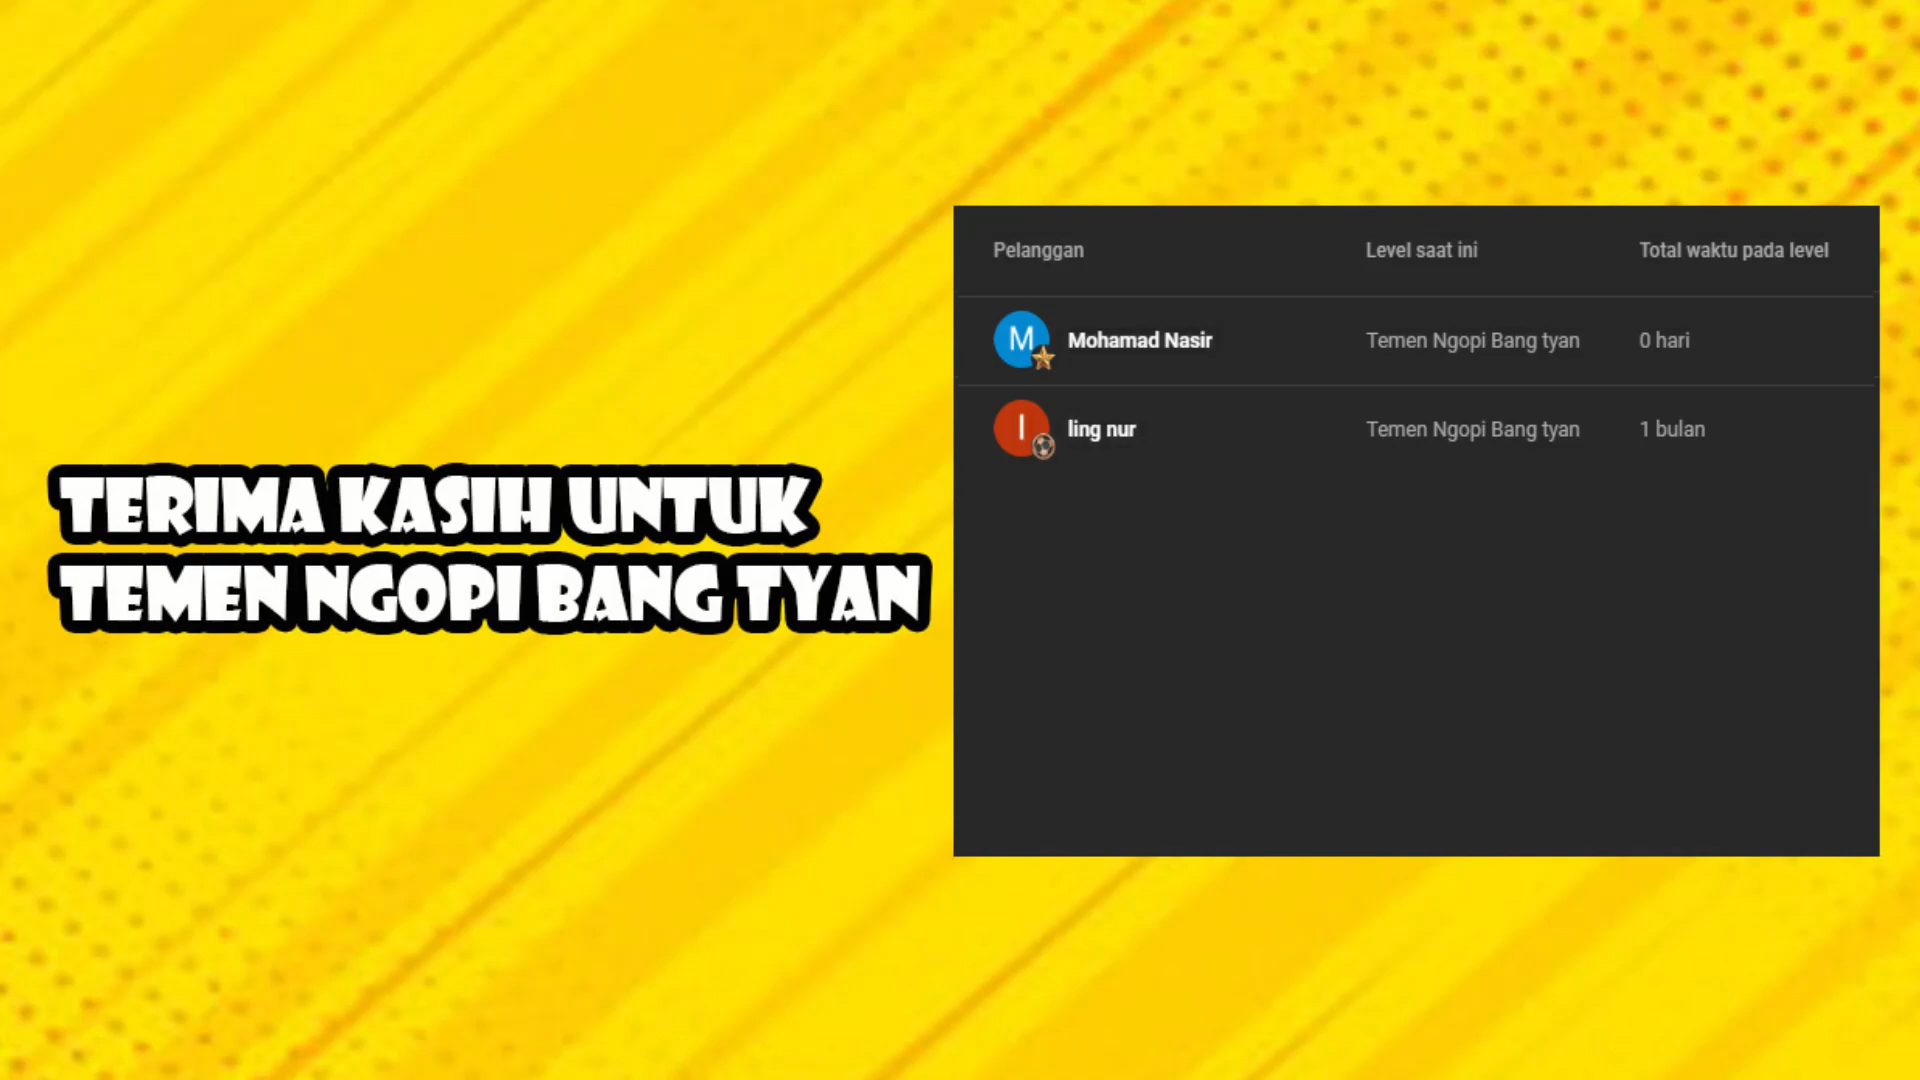 TERIMA KASIH UNTUK
TEMEN NGOPI BANG TYAN
Pelanggan Level saat ini Total waktu pada level
M Mohamad Nasir Temen Ngopi Bang tyan 0 hari
I ling nur Temen Ngopi Bang tyan 1 bulan